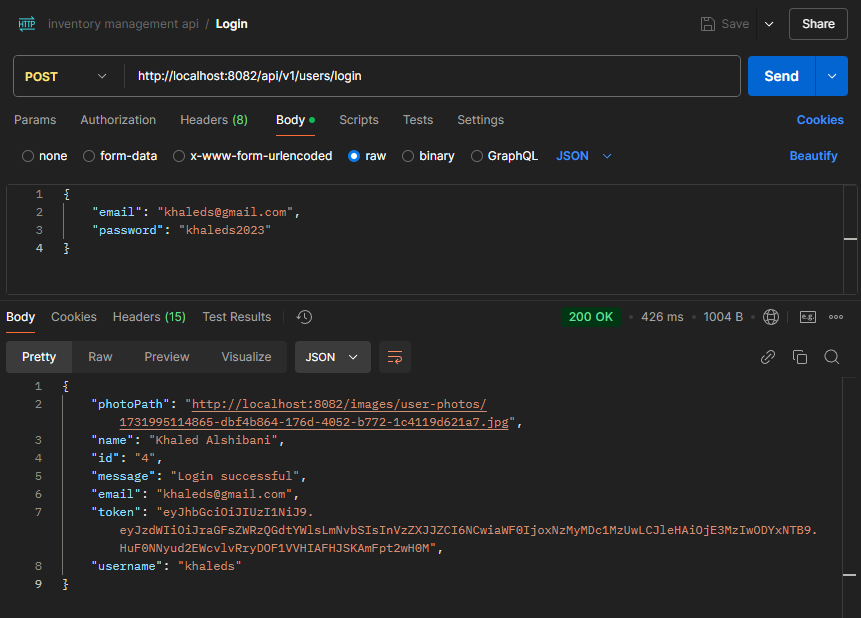 HTTP inventory management api / Login Save Share
POST http://localhost:8082/api/v1/users/login Send
Params Authorization Headers (8) Body Scripts Tests Settings Cookies
none form-data x-www-form-urlencoded raw binary GraphQL JSON Beautify
1 {
2 "email": "khaleds@gmail.com",
3 "password": "khaleds2023"
4 }
Body Cookies Headers (15) Test Results 200 OK • 426 ms • 1004 B • e.g.
Pretty Raw Preview Visualize JSON
1 {
2 "photoPath": "http://localhost:8082/images/user-photos/
1731995114865-dbf4b864-176d-4052-b772-1c4119d621a7.jpg",
3 "name": "Khaled Alshibani",
4 "id": "4",
5 "message": "Login successful",
6 "email": "khaleds@gmail.com",
7 "token": "eyJhbGciOiJIUzI1NiJ9.
eyJzdWIiOiJraGFsZWRzQGdtYWlsLmNvbSIsInVzZXJJZCI6NCwiaWF0IjoxNzMyMDc1MzUwLCJleHAiOjE3MzIwODYxNTB9.
HuF0NNyud2EWcvlvRryDOF1VVHIAFHJSKAmFpt2wH0M",
8 "username": "khaleds"
9 }